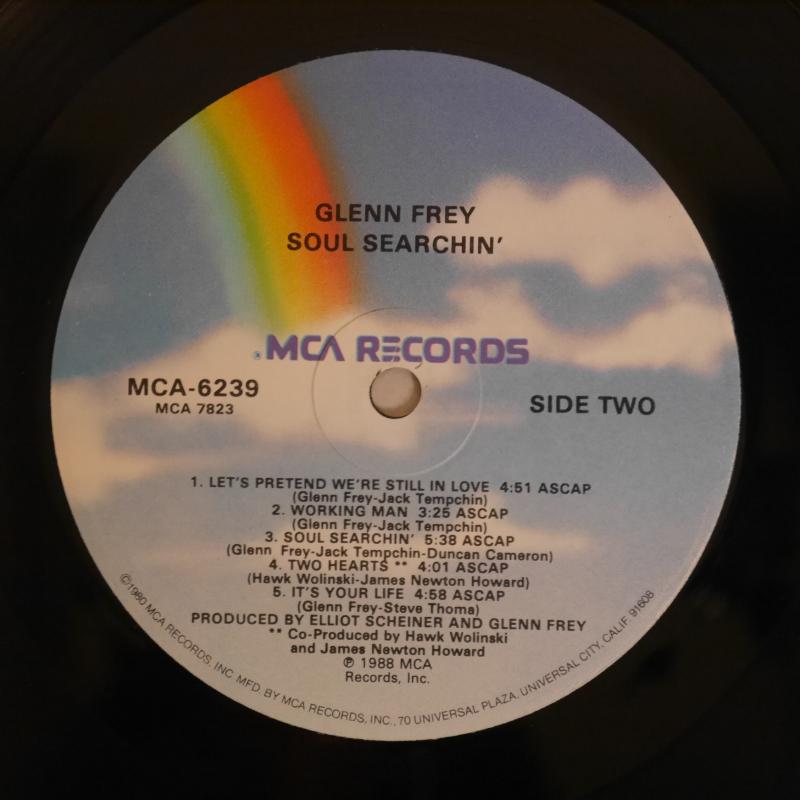 GLENN FREY
SOUL SEARCHIN'
MCA RECORDS
MCA-6239
MCA 7823
SIDE TWO
1. LET'S PRETEND WE'RE STILL IN LOVE 4:51 ASCAP
(Glenn Frey-Jack Tempchin)
2. WORKING MAN 3:25 ASCAP
(Glenn Frey-Jack Tempchin)
3. SOUL SEARCHIN' 5:38 ASCAP
(Glenn Frey-Jack Tempchin-Duncan Cameron)
4. TWO HEARTS ** 4:01 ASCAP
(Hawk Wolinski-James Newton Howard)
5. IT'S YOUR LIFE 4:58 ASCAP
(Glenn Frey-Steve Thoma)
PRODUCED BY ELLIOT SCHEINER AND GLENN FREY
** Co-Produced by Hawk Wolinski
and James Newton Howard
℗ 1988 MCA
Records, Inc.
©1980 MCA RECORDS, INC. MFD. BY MCA RECORDS, INC., 70 UNIVERSAL PLAZA, UNIVERSAL CITY, CALIF. 91608